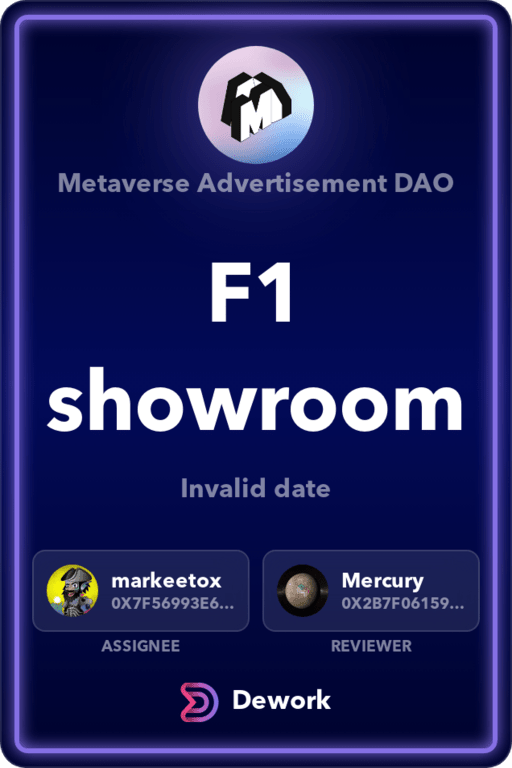 M
Metaverse Advertisement DAO
F1
showroom
Invalid date
markeetox
0X7F56993E6...
ASSIGNEE
Mercury
0X2B7F06159...
REVIEWER
Dework